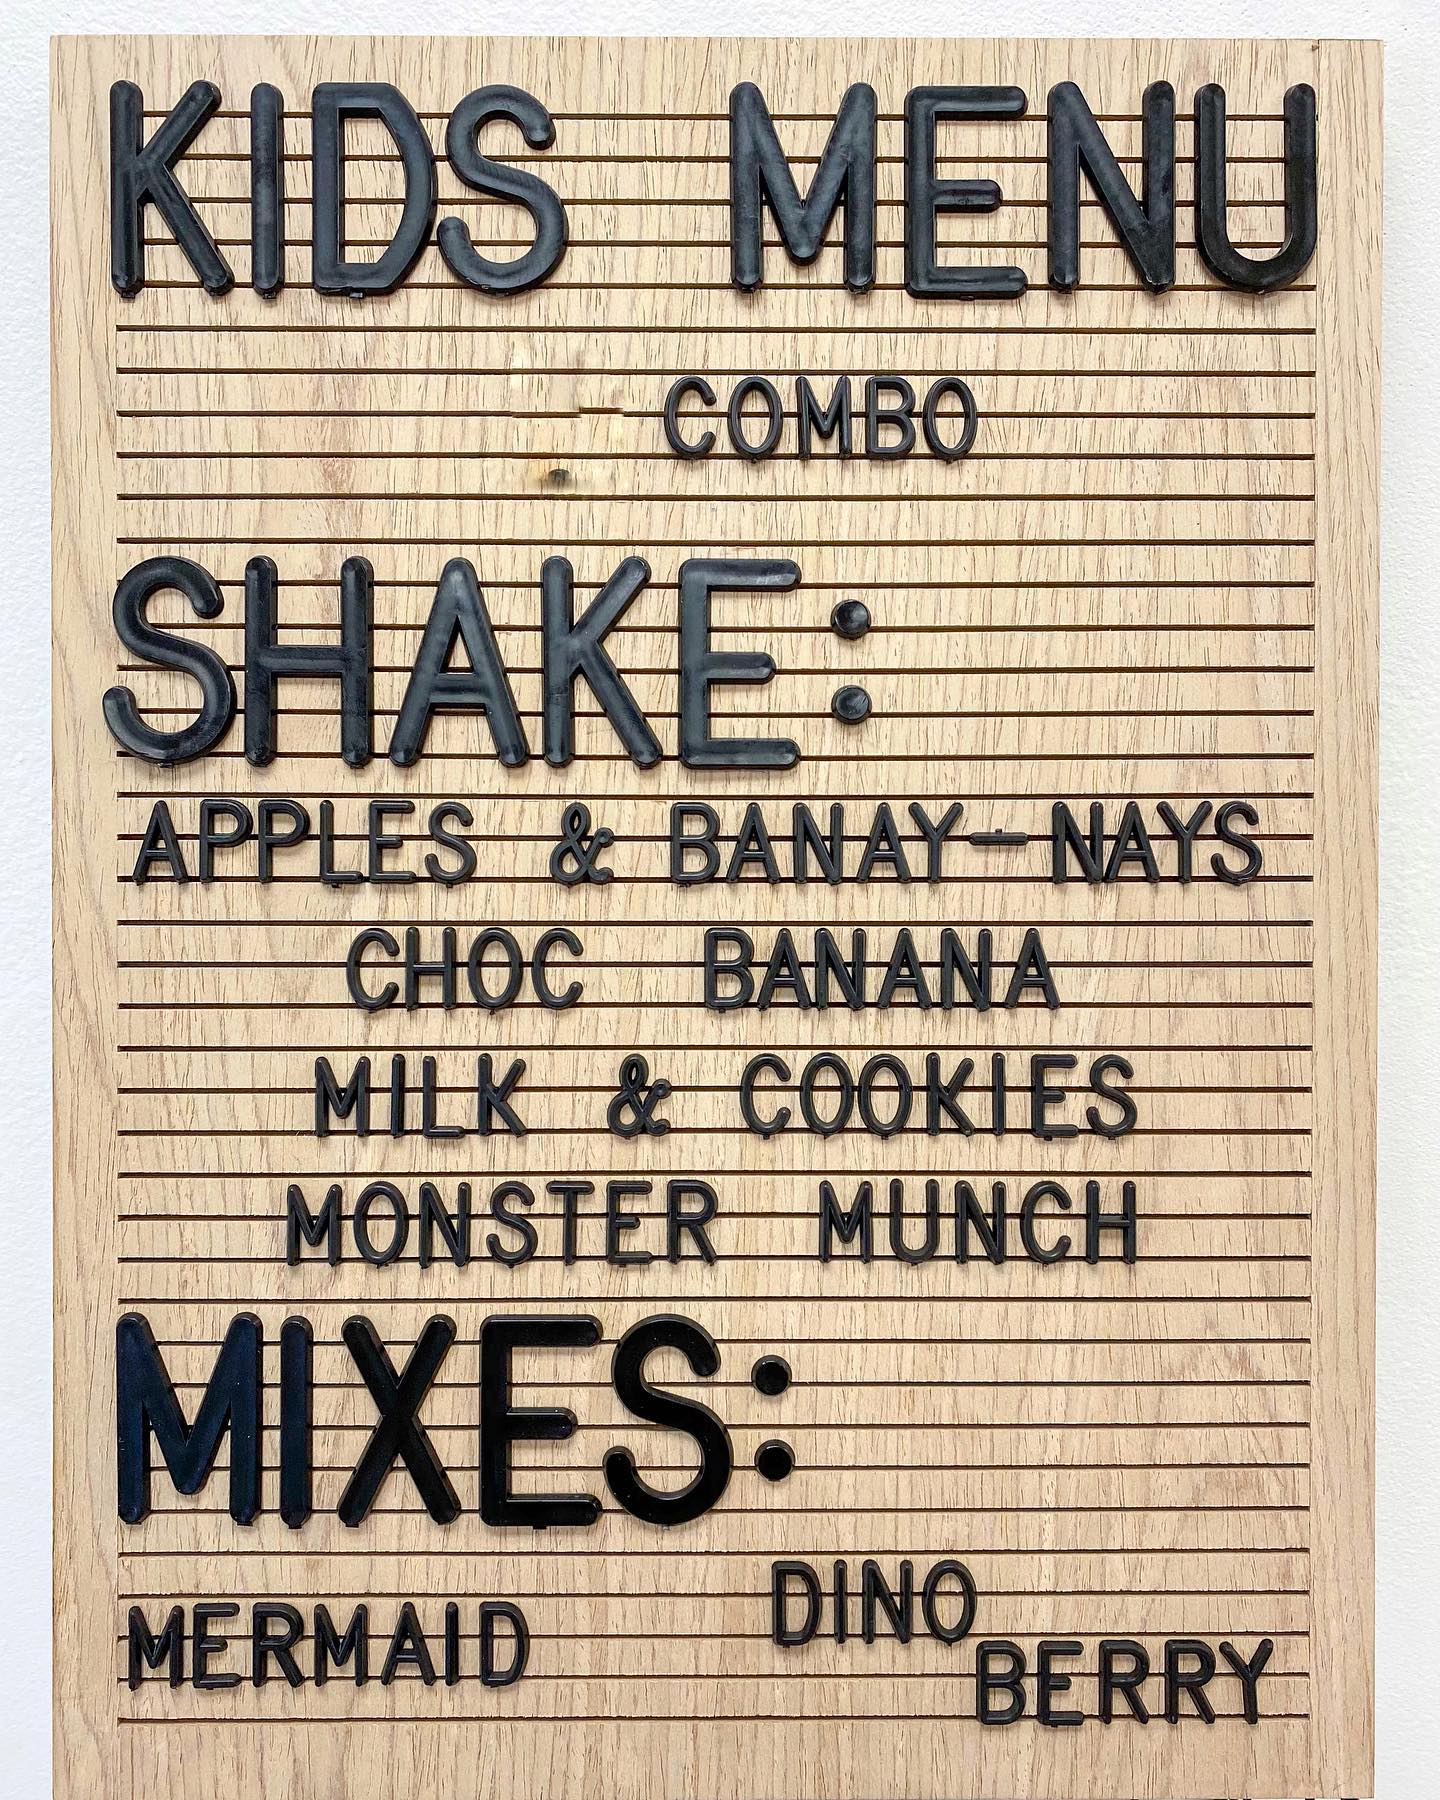 KIDS MENU
COMBO
SHAKE:
APPLES & BANAY-NAYS
CHOC BANANA
MILK & COOKIES
MONSTER MUNCH
MIXES:
MERMAID
DINO
BERRY